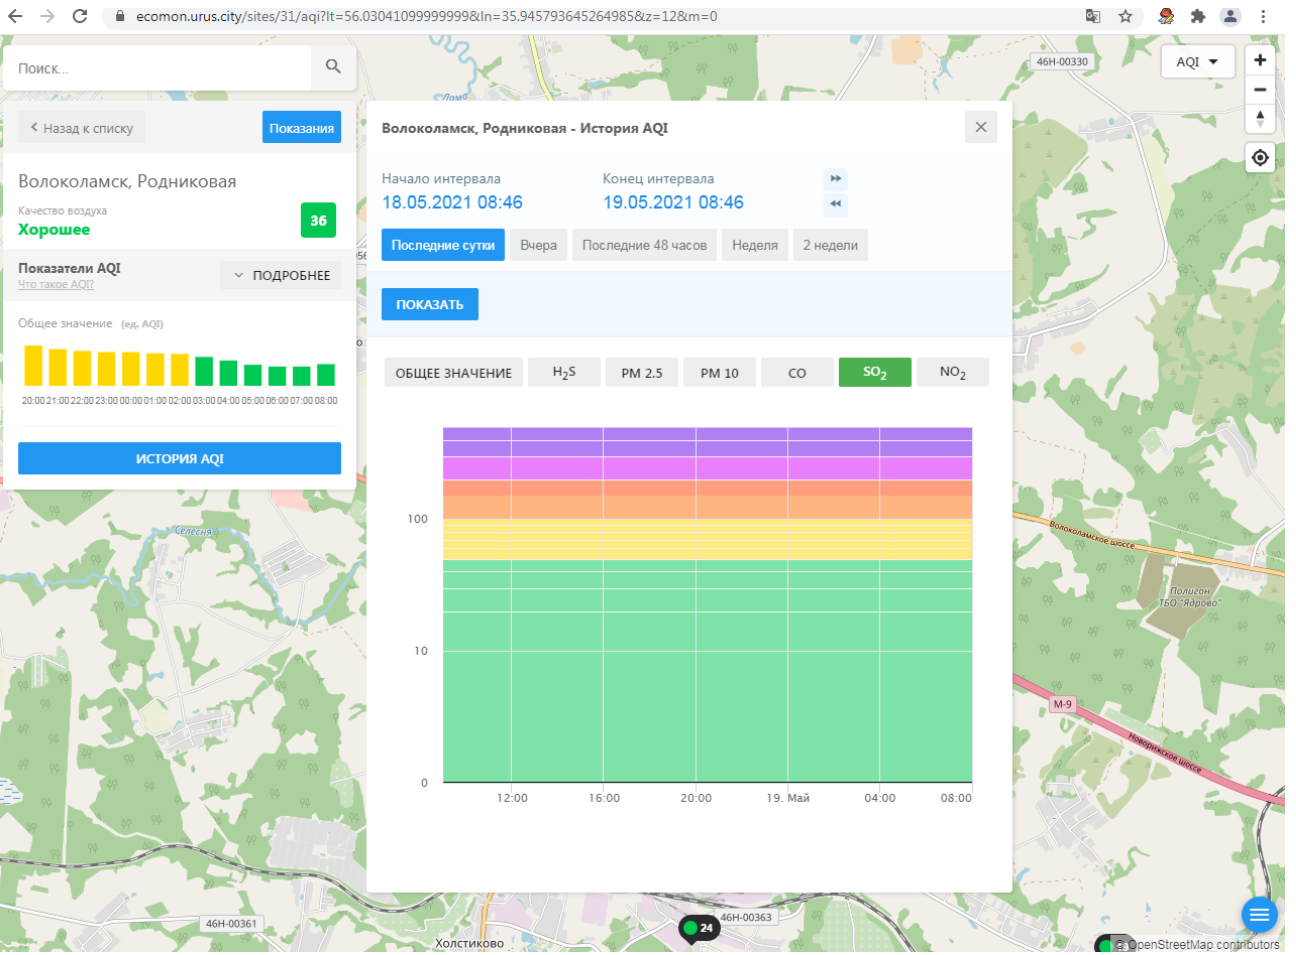 ecomon.urus.city/sites/31/aqi?lt=56.03041099999999&ln=35.945793645264985&z=12&m=0
Поиск...
46Н-00330
AQI
Лама
Назад к списку
Показания
Волоколамск, Родниковая - История AQI
Волоколамск, Родниковая
Качество воздуха
Хорошее
36
Начало интервала
Конец интервала
18.05.2021 08:46
19.05.2021 08:46
Последние сутки
Вчера
Последние 48 часов
Неделя
2 недели
Показатели AQI
Что такое AQI?
ПОДРОБНЕЕ
ПОКАЗАТЬ
Общее значение (ед. AQI)
20:00 21:00 22:00 23:00 00:00 01:00 02:00 03:00 04:00 05:00 06:00 07:00 08:00
ИСТОРИЯ AQI
ОБЩЕЕ ЗНАЧЕНИЕ
H2S
PM 2.5
PM 10
CO
SO2
NO2
100
10
0
12:00
16:00
20:00
19. Май
04:00
08:00
Селесня
Волоколамское шоссе
Полигон
ТБО "Ядрово"
М-9
Новорижское шоссе
46Н-00361
46Н-00363
24
Холстиково
© OpenStreetMap contributors